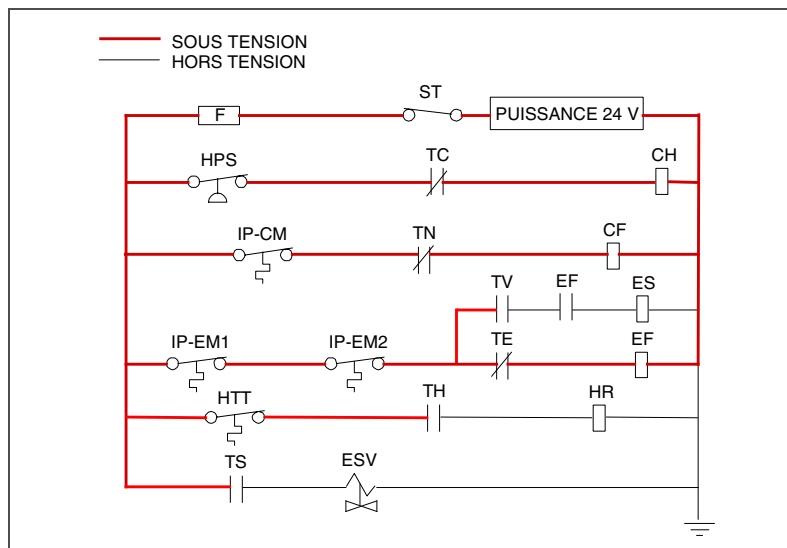 SOUS TENSION
HORS TENSION
F
ST
PUISSANCE 24 V
HPS
TC
CH
IP-CM
TN
CF
TV
EF
ES
IP-EM1
IP-EM2
TE
EF
HTT
TH
HR
TS
ESV